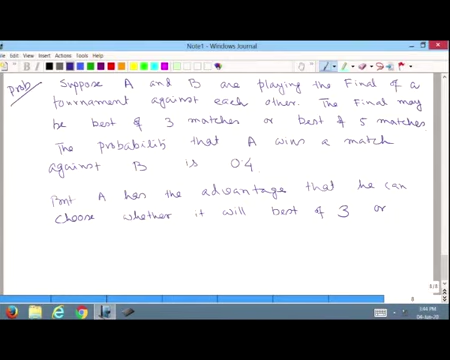 Note1 - Windows Journal
File Edit View Insert Actions Tools Help
Prob
Suppose A and B are playing the Final of a
tournament against each other. The Final may
be best of 3 matches or best of 5 matches.
The probabiliti that A wins a match
against B is 0.4
But A has the advantage that he can
choose whether it will best of 3 or